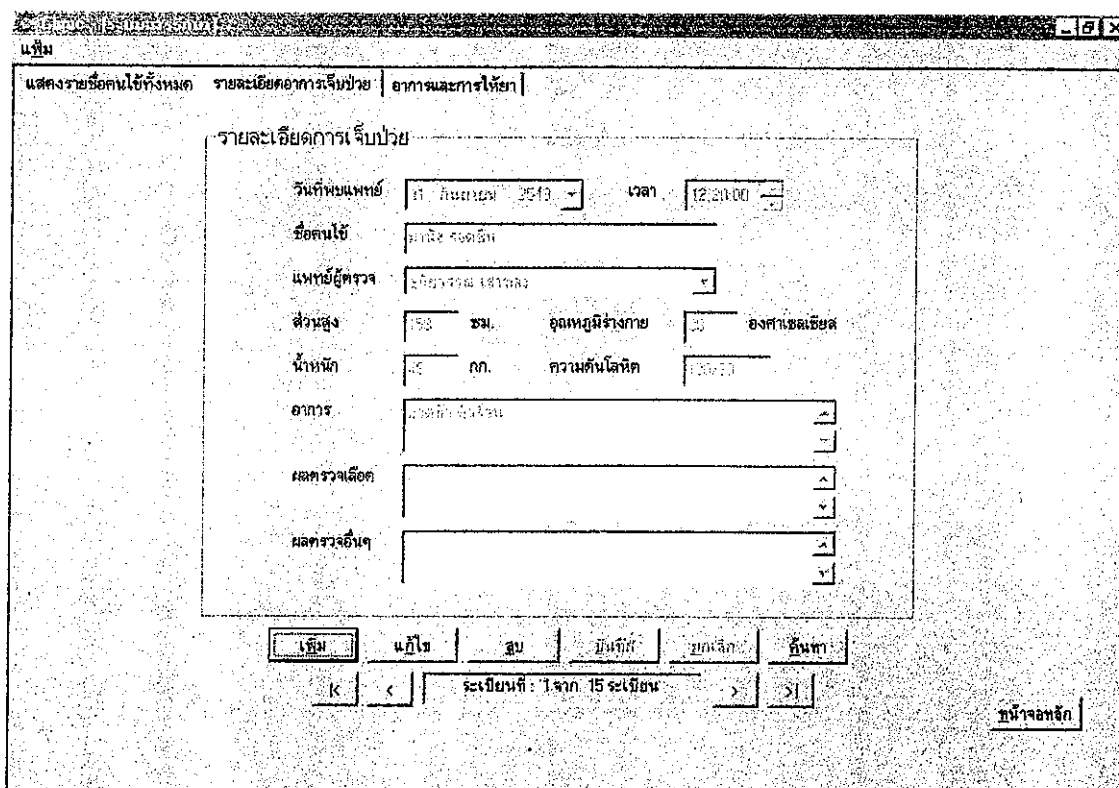 แฟ้ม
แสดงรายชื่อคนไข้ทั้งหมด รายละเอียดอาการเจ็บป่วย อาการและการให้ยา
รายละเอียดการเจ็บป่วย
วันที่พบแพทย์ กันยายน 2543 เวลา 12:20:00
ชื่อคนไข้
แพทย์ผู้ตรวจ
ส่วนสูง ซม. อุณหภูมิร่างกาย องศาเซลเซียส
น้ำหนัก กก. ความดันโลหิต
อาการ
ผลตรวจเลือด
ผลตรวจอื่นๆ
เพิ่ม แก้ไข ลบ บันทึก ยกเลิก ค้นหา
|< < ระเบียนที่ : 1 จาก 15 ระเบียน > >|
หน้าจอหลัก